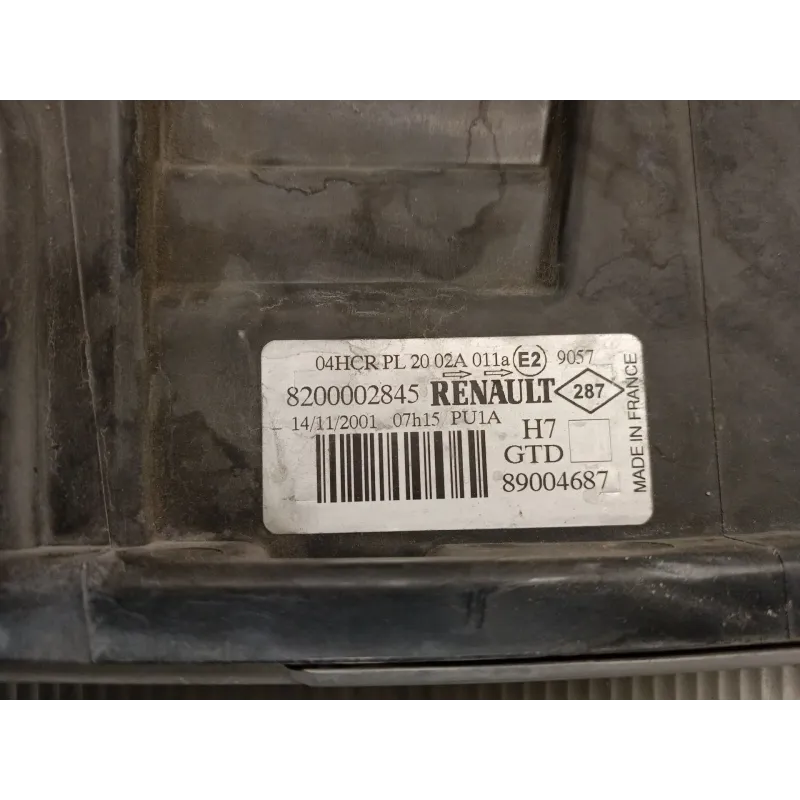 04HCR PL 20 02A 011a E2 9057
8200002845 RENAULT 287
14/11/2001 07h15 PU1A
H7
GTD
89004687
MADE IN FRANCE